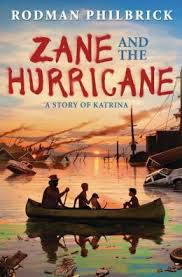 RODMAN PHILBRICK
ZANE AND THE
HURRICANE
A STORY OF KATRINA